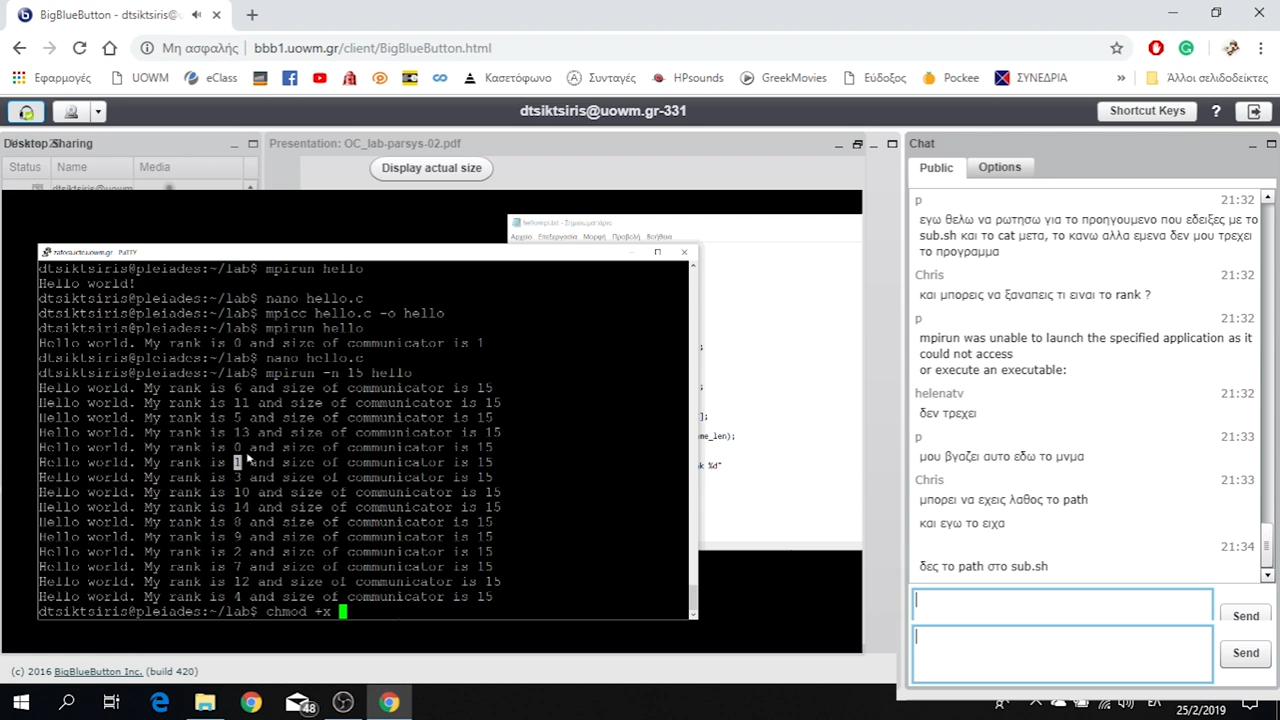 BigBlueButton - dtsiktsiris@
Μη ασφαλής
bbb1.uowm.gr/client/BigBlueButton.html
Εφαρμογές
UOWM
eClass
Κασετόφωνο
Συνταγές
HPsounds
GreekMovies
Εύδοξος
Pockee
ΣΥΝΕΔΡΙΑ
»
Άλλοι σελιδοδείκτες
dtsiktsiris@uowm.gr-331
Shortcut Keys
?
Desktop Sharing
Status
Name
Media
dtsiktsiris@uowm
Presentation: OC_lab-parsys-02.pdf
Display actual size
Αρχείο Επεξεργασία Μορφή Προβολή Βοήθεια
];
ame_len);
k %d"
PuTTY
dtsiktsiris@pleiades:~/lab$ mpirun hello
Hello world!
dtsiktsiris@pleiades:~/lab$ nano hello.c
dtsiktsiris@pleiades:~/lab$ mpicc hello.c -o hello
dtsiktsiris@pleiades:~/lab$ mpirun hello
Hello world. My rank is 0 and size of communicator is 1
dtsiktsiris@pleiades:~/lab$ nano hello.c
dtsiktsiris@pleiades:~/lab$ mpirun -n 15 hello
Hello world. My rank is 6 and size of communicator is 15
Hello world. My rank is 11 and size of communicator is 15
Hello world. My rank is 5 and size of communicator is 15
Hello world. My rank is 13 and size of communicator is 15
Hello world. My rank is 0 and size of communicator is 15
Hello world. My rank is 1 and size of communicator is 15
Hello world. My rank is 3 and size of communicator is 15
Hello world. My rank is 10 and size of communicator is 15
Hello world. My rank is 14 and size of communicator is 15
Hello world. My rank is 8 and size of communicator is 15
Hello world. My rank is 9 and size of communicator is 15
Hello world. My rank is 2 and size of communicator is 15
Hello world. My rank is 7 and size of communicator is 15
Hello world. My rank is 12 and size of communicator is 15
Hello world. My rank is 4 and size of communicator is 15
dtsiktsiris@pleiades:~/lab$ chmod +x
Chat
Public
Options
p 21:32
εγω θελω να ρωτησω για το προηγουμενο που εδειξες με το
sub.sh και το cat μετα, το κανω αλλα εμενα δεν μου τρεχει
το προγραμμα
Chris 21:32
και μπορεις να ξαναπεις τι ειναι το rank ?
p 21:32
mpirun was unable to launch the specified application as it
could not access
or execute an executable:
helenatv 21:32
δεν τρεχει
p 21:33
μου βγαζει αυτο εδω το μνμα
Chris 21:33
μπορει να εχεις λαθος το path
και εγω το ειχα
21:34
δες το path στο sub.sh
Send
Send
(c) 2016 BigBlueButton Inc. (build 420)
48
25/2/2019